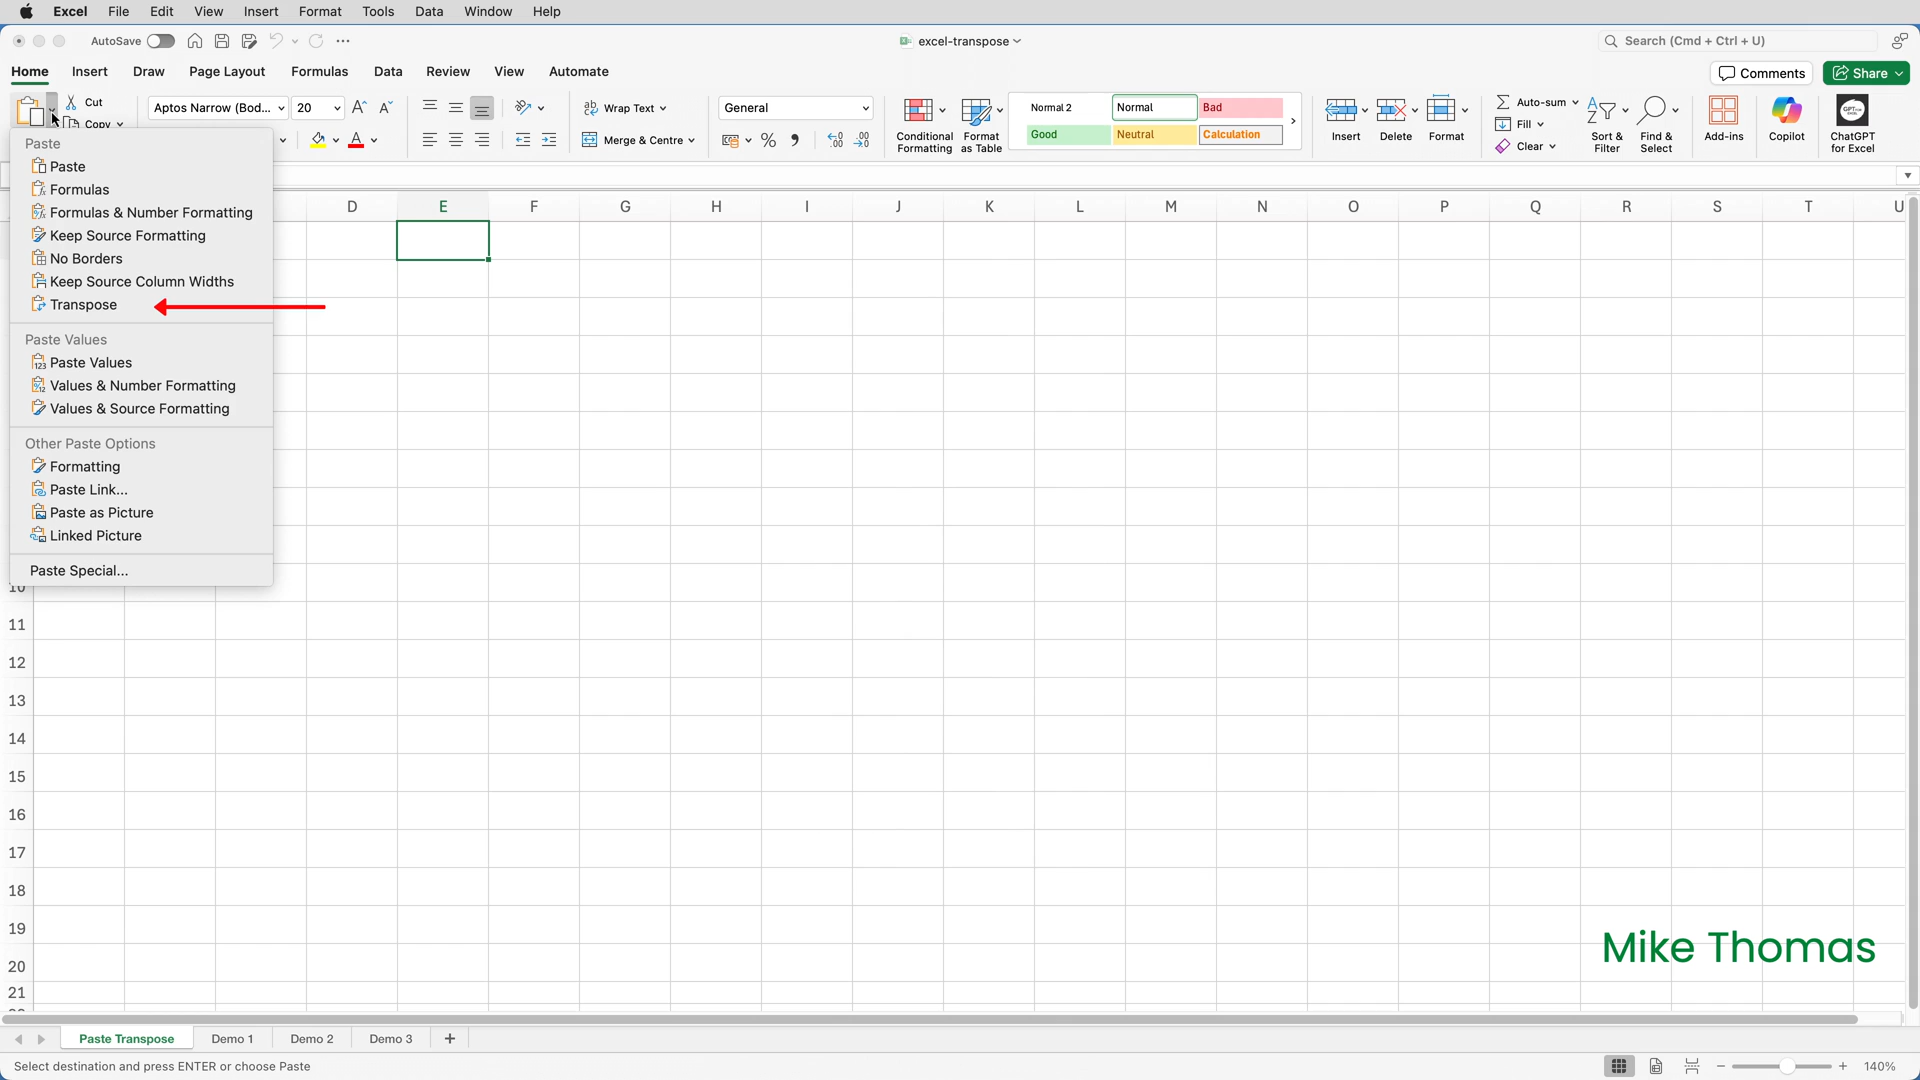 Excel File Edit View Insert Format Tools Data Window Help
AutoSave excel-transpose Search (Cmd + Ctrl + U)
Home Insert Draw Page Layout Formulas Data Review View Automate Comments Share
Cut Aptos Narrow (Bod... 20 Wrap Text General Normal 2 Normal Bad Auto-sum
Copy Conditional Formatting Format as Table Insert Delete Format Fill Sort & Filter Find & Select Add-ins Copilot ChatGPT for Excel
Merge & Centre Good Neutral Calculation Clear
Paste
Paste
Formulas
Formulas & Number Formatting
Keep Source Formatting
No Borders
Keep Source Column Widths
Transpose
Paste Values
Paste Values
Values & Number Formatting
Values & Source Formatting
Other Paste Options
Formatting
Paste Link...
Paste as Picture
Linked Picture
Paste Special...
D E F G H I J K L M N O P Q R S T U
10
11
12
13
14
15
16
17
18
19
20
21
Mike Thomas
Paste Transpose Demo 1 Demo 2 Demo 3
Select destination and press ENTER or choose Paste 140%